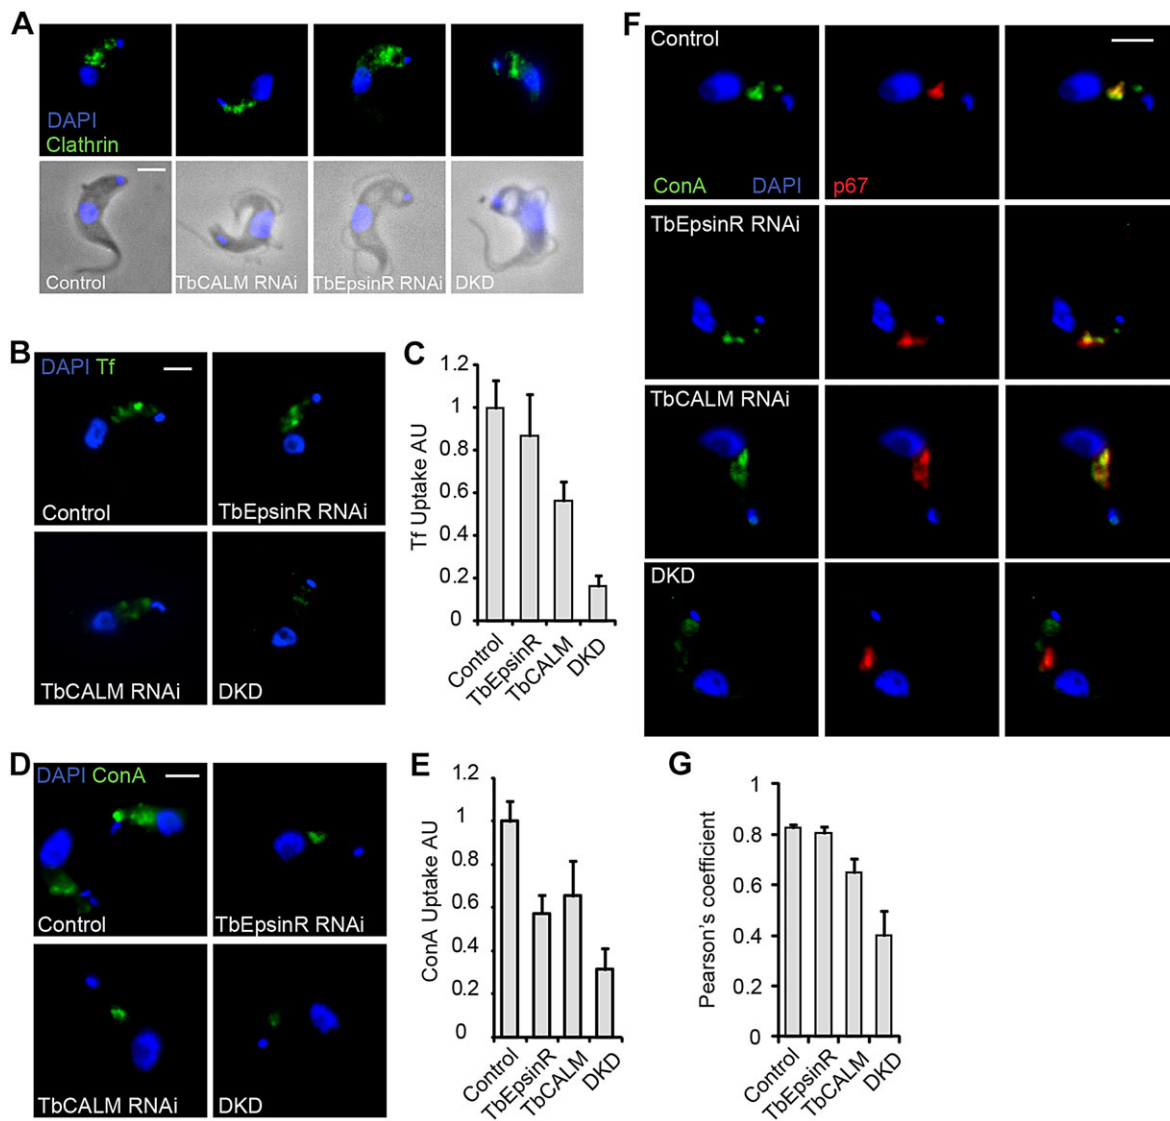 A
DAPI
Clathrin
Control
TbCALM RNAi
TbEpsinR RNAi
DKD
B
DAPI Tf
Control
TbEpsinR RNAi
TbCALM RNAi
DKD
C
Tf Uptake AU
1.2
1
0.8
0.6
0.4
0.2
0
Control
TbEpsinR
TbCALM
DKD
D
DAPI ConA
Control
TbEpsinR RNAi
TbCALM RNAi
DKD
E
ConA Uptake AU
1.2
1
0.8
0.6
0.4
0.2
0
Control
TbEpsinR
TbCALM
DKD
F
Control
ConA
DAPI
p67
TbEpsinR RNAi
TbCALM RNAi
DKD
G
Pearson's coefficient
1
0.8
0.6
0.4
0.2
0
Control
TbEpsinR
TbCALM
DKD